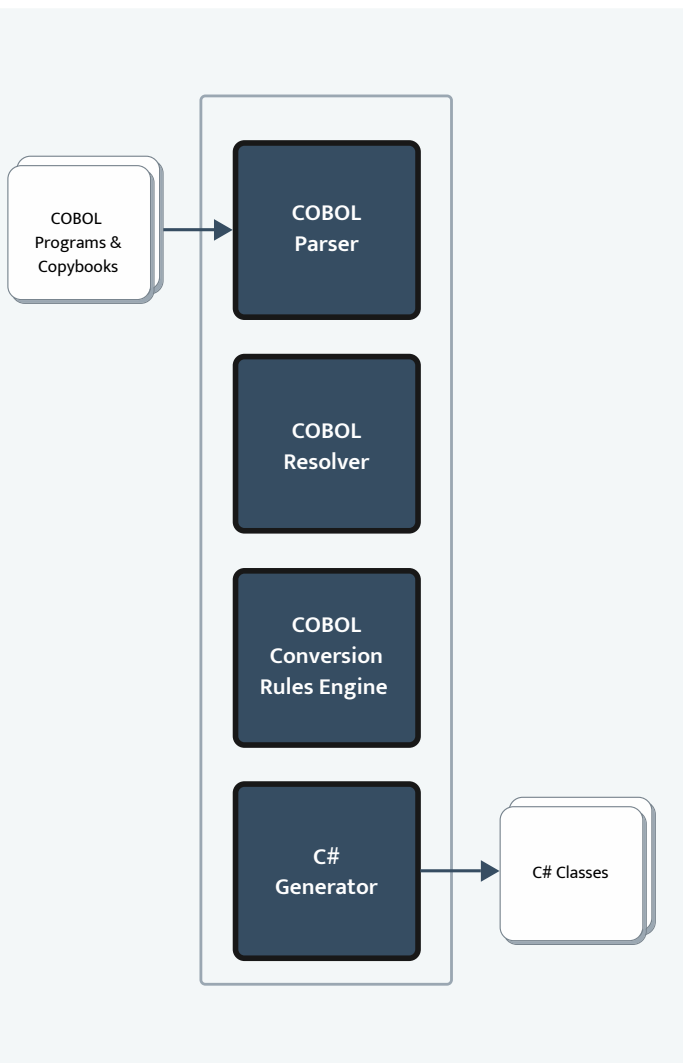 COBOL
Parser
COBOL
Programs &
Copybooks
COBOL
Resolver
COBOL
Conversion
Rules Engine
C#
Generator
C# Classes